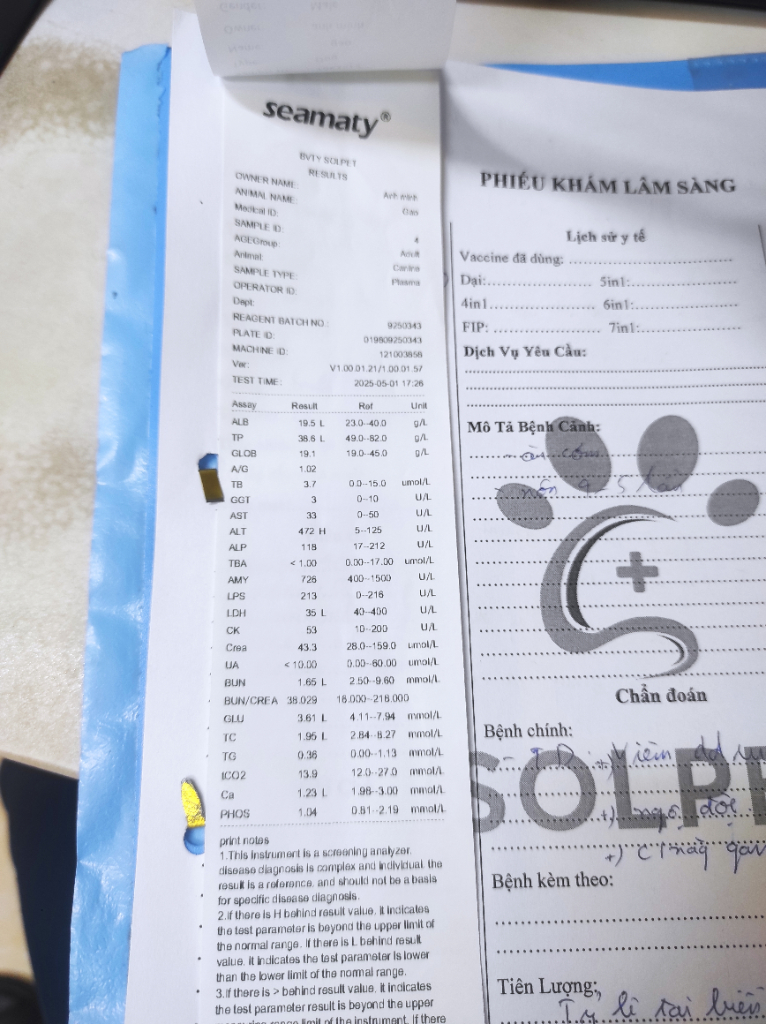 seamaty®
BVTY SOLPET
RESULTS
OWNER NAME:
ANIMAL NAME: Anh minh
Medical ID:
SAMPLE ID:
AGEGroup: 4
Animal: Adult
SAMPLE TYPE: Canine
OPERATOR ID: Plasma
Dept:
REAGENT BATCH NO.: 9250343
PLATE ID: 019809250343
MACHINE ID: 121003858
Ver: V1.00.01.21/1.00.01.57
TEST TIME: 2025-05-01 17:26
Assay Result Ref Unit
ALB 19.5 L 23.0--40.0 g/L
TP 38.6 L 49.0--82.0 g/L
GLOB 19.1 19.0--45.0 g/L
A/G 1.02
TB 3.7 0.0--15.0 umol/L
GGT 3 0--10 U/L
AST 33 0--50 U/L
ALT 472 H 5--125 U/L
ALP 118 17--212 U/L
TBA < 1.00 0.00--17.00 umol/L
AMY 726 400--1500 U/L
LPS 213 0--216 U/L
LDH 35 L 40--400 U/L
CK 53 10--200 U/L
Crea 43.3 28.0--159.0 umol/L
UA < 10.00 0.00--60.00 umol/L
BUN 1.65 L 2.50--9.60 mmol/L
BUN/CREA 38.029 16.000--218.000
GLU 3.61 L 4.11--7.94 mmol/L
TC 1.95 L 2.84--8.27 mmol/L
TG 0.36 0.00--1.13 mmol/L
tCO2 13.9 12.0--27.0 mmol/L
Ca 1.23 L 1.98--3.00 mmol/L
PHOS 1.04 0.81--2.19 mmol/L
print notes
1.This instrument is a screening analyzer.
disease diagnosis is complex and individual. the
result is a reference, and should not be a basis
for specific disease diagnosis.
2.if there is H behind result value, it indicates
the test parameter is beyond the upper limit of
the normal range. if there is L behind result
value, it indicates the test parameter is lower
than the lower limit of the normal range.
3.if there is > behind result value, it indicates
the test parameter result is beyond the upper
limit of the instrument. if there
PHIẾU KHÁM LÂM SÀNG
Lịch sử y tế
Vaccine đã dùng:
Dại: 5in1:
4in1 6in1:
FIP: 7in1:
Dịch Vụ Yêu Cầu:
Mô Tả Bệnh Cảnh:
- ăn cơm
- nôn 4-5 lần
Chẩn đoán
Bệnh chính:
+) Viêm
SOLPE
+) ngộ độc
+)
Bệnh kèm theo:
Tiên Lượng:
biến